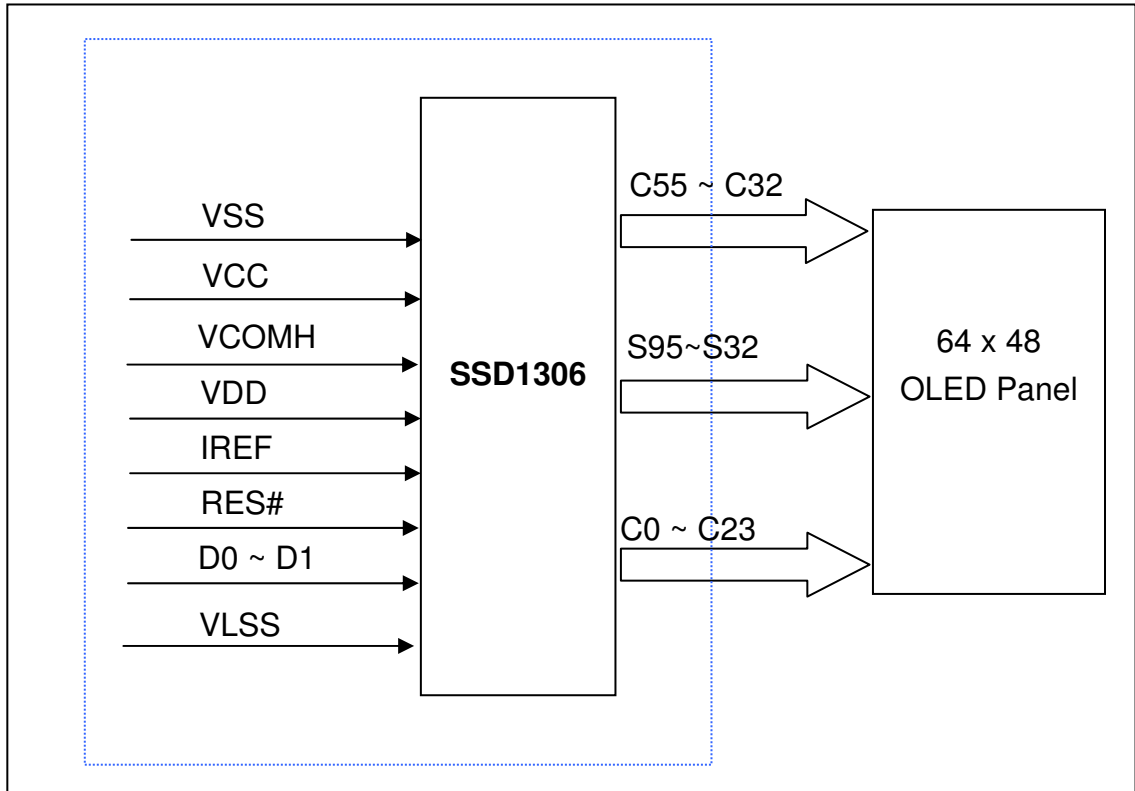 VSS
VCC
VCOMH
VDD
IREF
RES#
D0 ~ D1
VLSS
SSD1306
C55 ~ C32
S95~S32
C0 ~ C23
64 x 48
OLED Panel